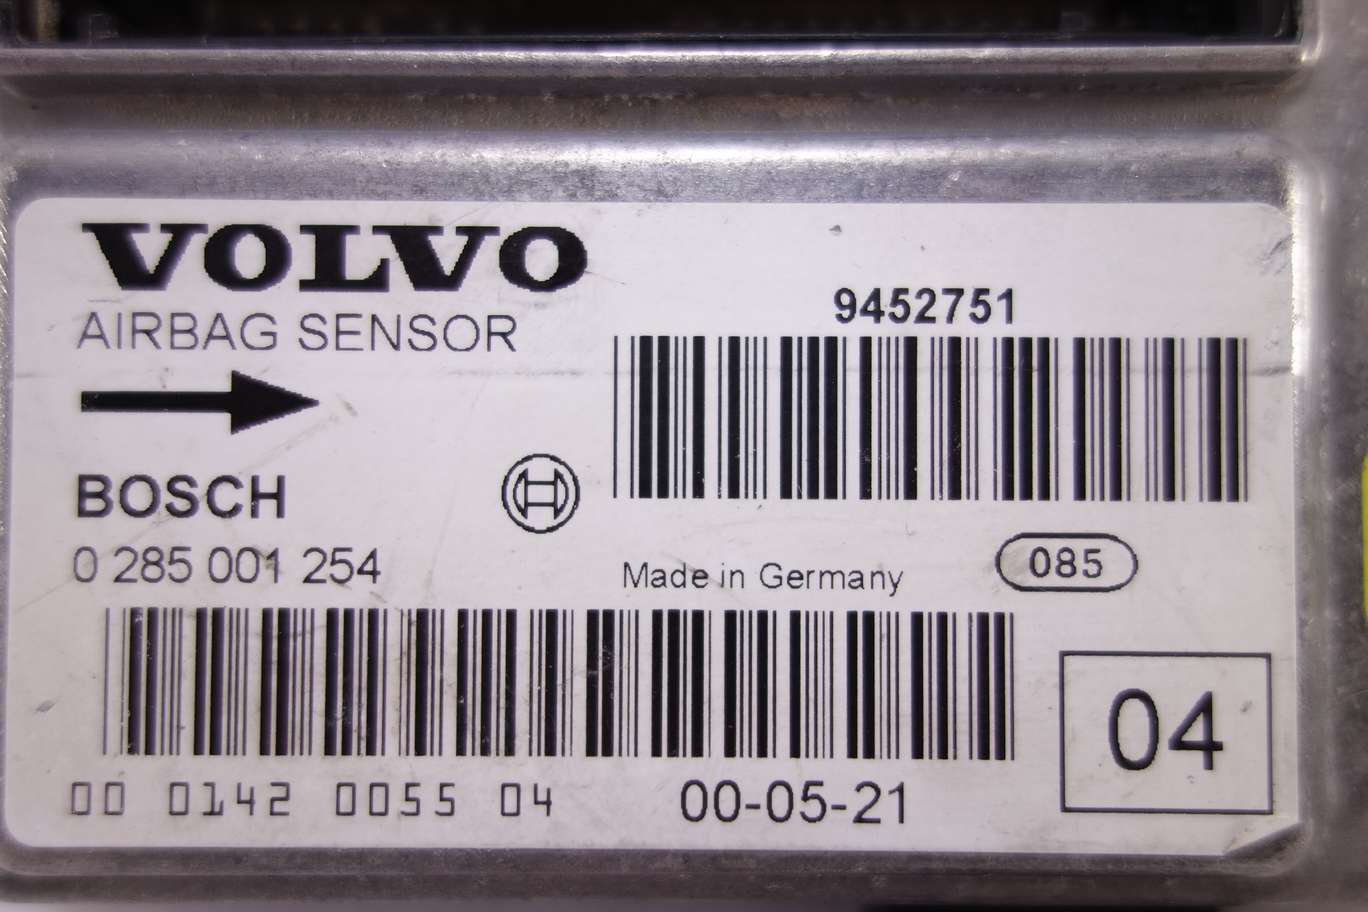 VOLVO
AIRBAG SENSOR
9452751
BOSCH
0 285 001 254
Made in Germany
085
04
00 0142 0055 04
00-05-21